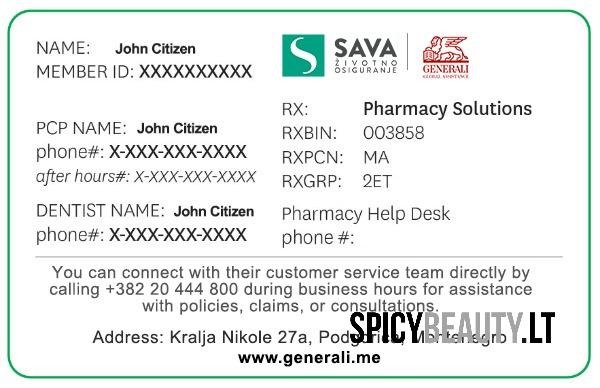 NAME: John Citizen
MEMBER ID: XXXXXXXXXX
SAVA
ŽIVOTNO
OSIGURANJE
GENERALI
GLOBAL ASSISTANCE
PCP NAME: John Citizen
phone#: X-XXX-XXX-XXXX
after hours#: X-XXX-XXX-XXXX
DENTIST NAME: John Citizen
phone#: X-XXX-XXX-XXXX
RX: Pharmacy Solutions
RXBIN: 003858
RXPCN: MA
RXGRP: 2ET
Pharmacy Help Desk
phone #:
You can connect with their customer service team directly by
calling +382 20 444 800 during business hours for assistance
with policies, claims, or consultations.
Address: Kralja Nikole 27a, Podgorica, Montenegro
www.generali.me
SPICYBEAUTY.LT